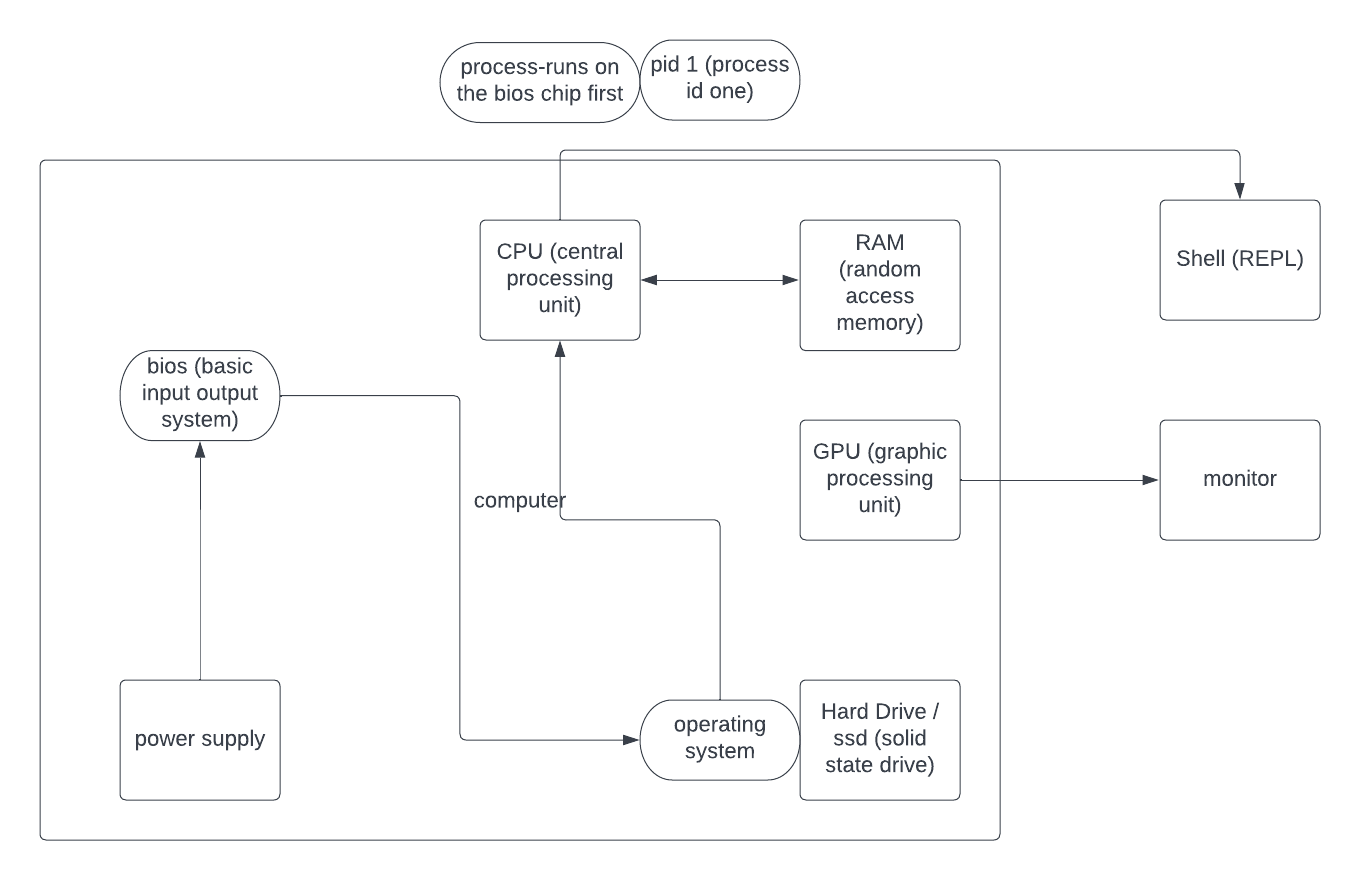 process-runs on
the bios chip first
pid 1 (process
id one)
CPU (central
processing
unit)
RAM
(random
access
memory)
Shell (REPL)
bios (basic
input output
system)
GPU (graphic
processing
unit)
monitor
computer
power supply
operating
system
Hard Drive /
ssd (solid
state drive)